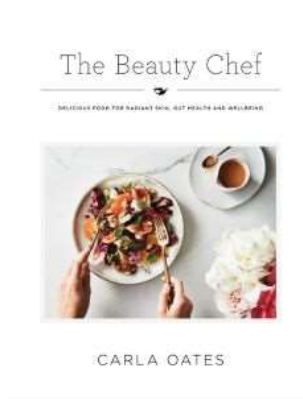 The Beauty Chef
DELICIOUS FOOD FOR RADIANT SKIN, GUT HEALTH AND WELLBEING
CARLA OATES